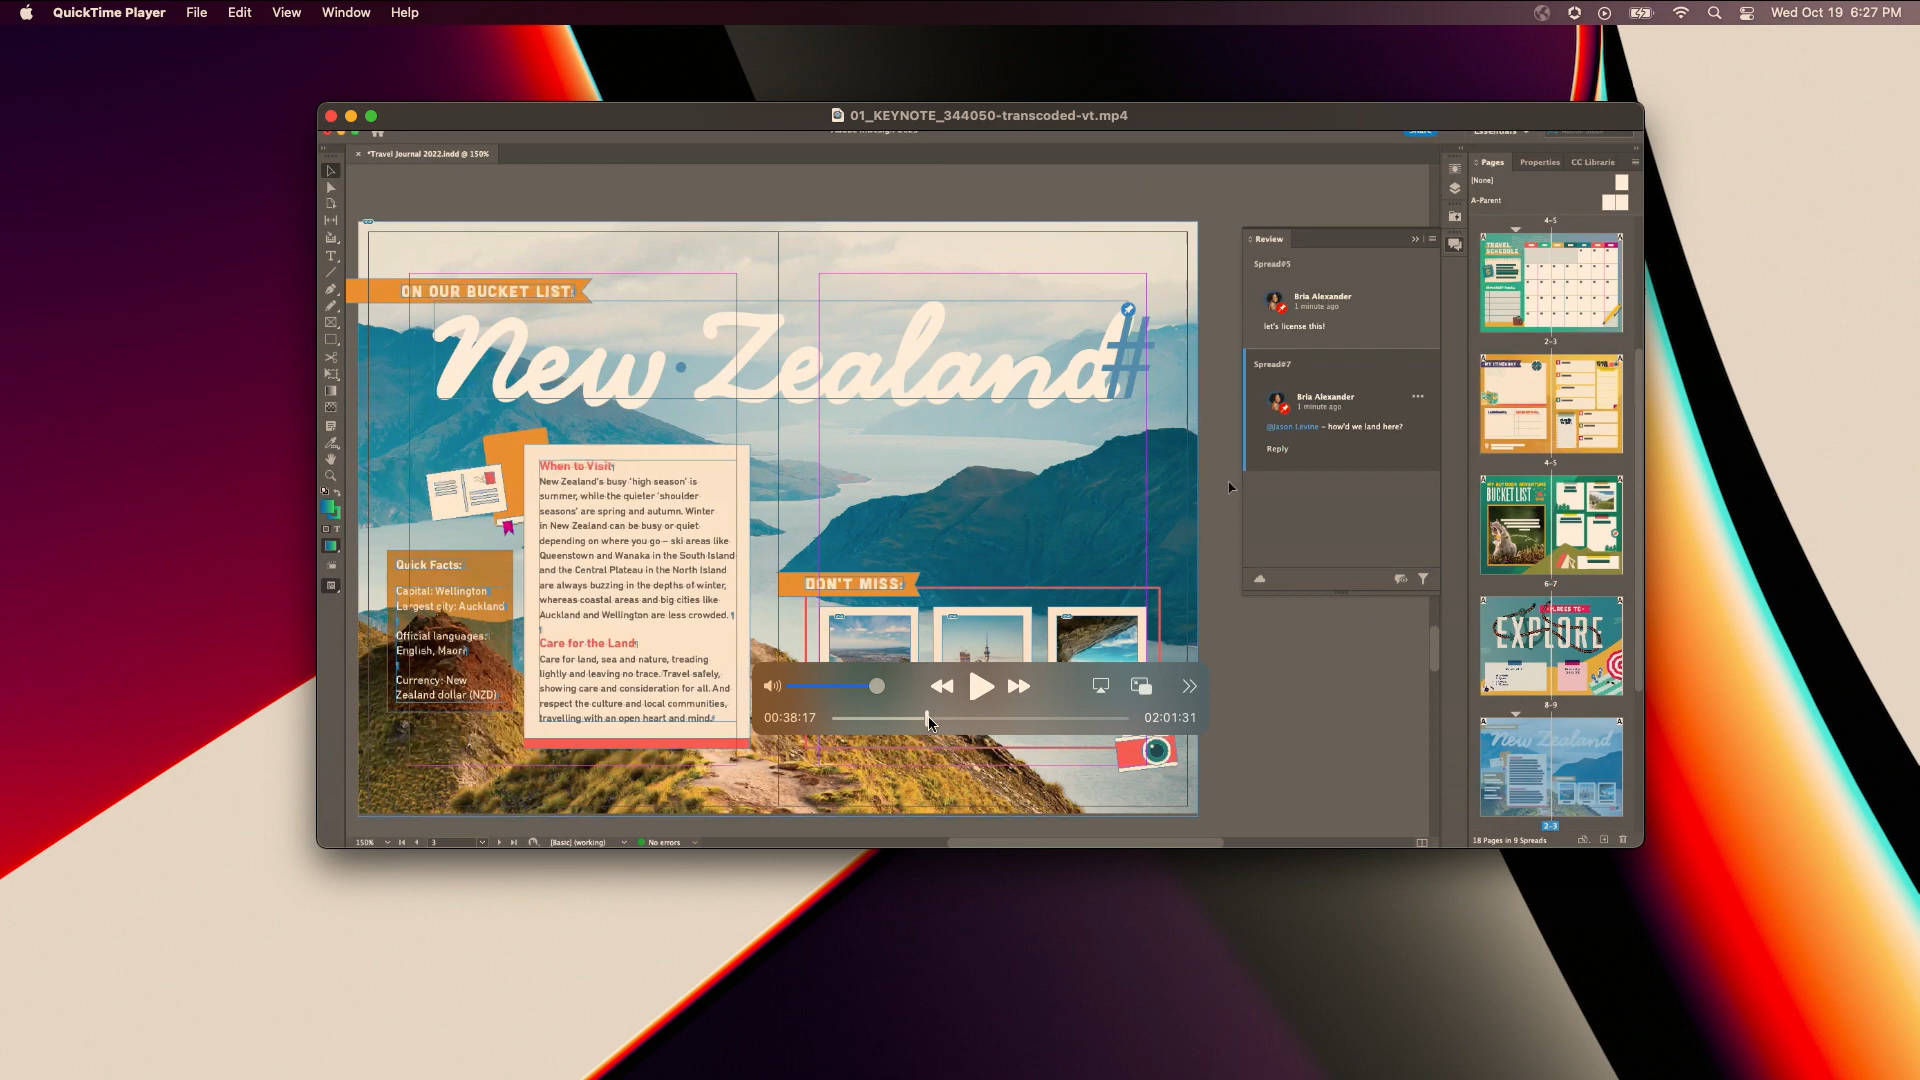 QuickTime Player File Edit View Window Help
Wed Oct 19 6:27 PM
01_KEYNOTE_344050-transcoded-vt.mp4
*Travel Journal 2022.indd @ 150%
Pages Properties CC Librarie
[None]
A-Parent
4-5
2-3
4-5
6-7
8-9
2-3
18 Pages in 9 Spreads
TRAVEL
SCHEDULE
MY ITINERARY
BUCKET LIST
PLACES TO
EXPLORE
New Zealand
ON OUR BUCKET LIST:
New Zealand#
When to Visit
New Zealand's busy 'high season' is
summer, while the quieter 'shoulder
seasons' are spring and autumn. Winter
in New Zealand can be busy or quiet
depending on where you go – ski areas like
Queenstown and Wanaka in the South Island
and the Central Plateau in the North Island
are always buzzing in the depths of winter,
whereas coastal areas and big cities like
Auckland and Wellington are less crowded.
Care for the Land
Care for land, sea and nature, treading
lightly and leaving no trace. Travel safely,
showing care and consideration for all. And
respect the culture and local communities,
travelling with an open heart and mind.
Quick Facts:
Capital: Wellington
Largest city: Auckland
Official languages:
English, Maori
Currency: New
Zealand dollar (NZD)
DON'T MISS:
00:38:17
02:01:31
Review
Spread#5
Bria Alexander
1 minute ago
let's license this!
Spread#7
Bria Alexander
1 minute ago
@Jason Levine – how'd we land here?
Reply
150%
3
[Basic] (working)
No errors